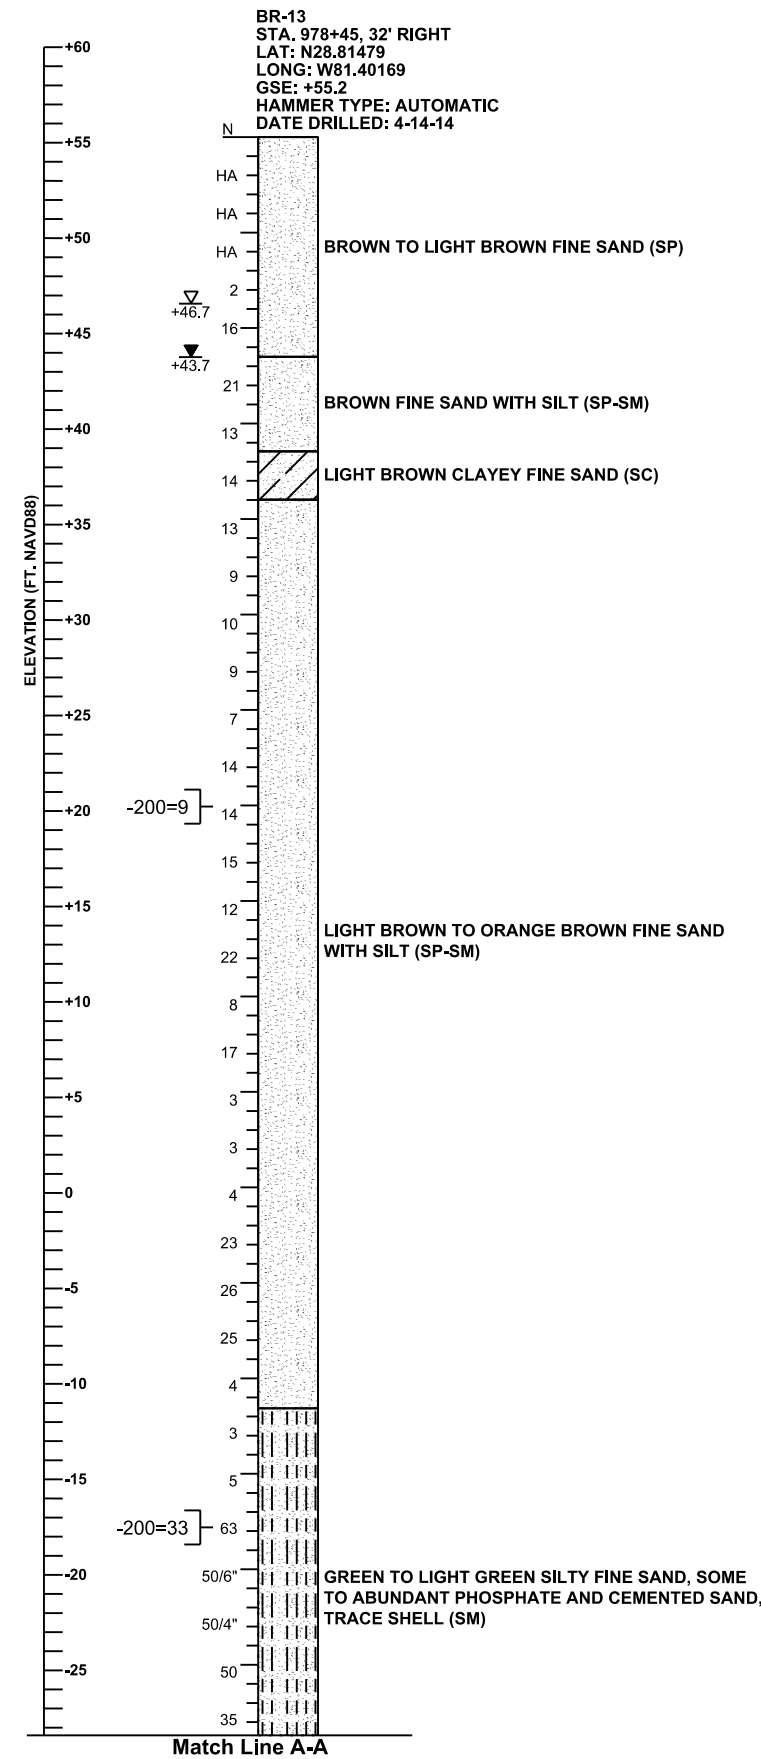 BR-13
STA. 978+45, 32' RIGHT
LAT: N28.81479
LONG: W81.40169
GSE: +55.2
HAMMER TYPE: AUTOMATIC
DATE DRILLED: 4-14-14
ELEVATION (FT. NAVD88)
+60
+55
+50
+45
+40
+35
+30
+25
+20
+15
+10
+5
0
-5
-10
-15
-20
-25
+46.7
+43.7
-200=9
-200=33
N
HA
HA
HA
2
16
21
13
14
13
9
10
9
7
14
14
15
12
22
8
17
3
3
4
23
26
25
4
3
5
63
50/6"
50/4"
50
35
BROWN TO LIGHT BROWN FINE SAND (SP)
BROWN FINE SAND WITH SILT (SP-SM)
LIGHT BROWN CLAYEY FINE SAND (SC)
LIGHT BROWN TO ORANGE BROWN FINE SAND
WITH SILT (SP-SM)
GREEN TO LIGHT GREEN SILTY FINE SAND, SOME
TO ABUNDANT PHOSPHATE AND CEMENTED SAND,
TRACE SHELL (SM)
Match Line A-A